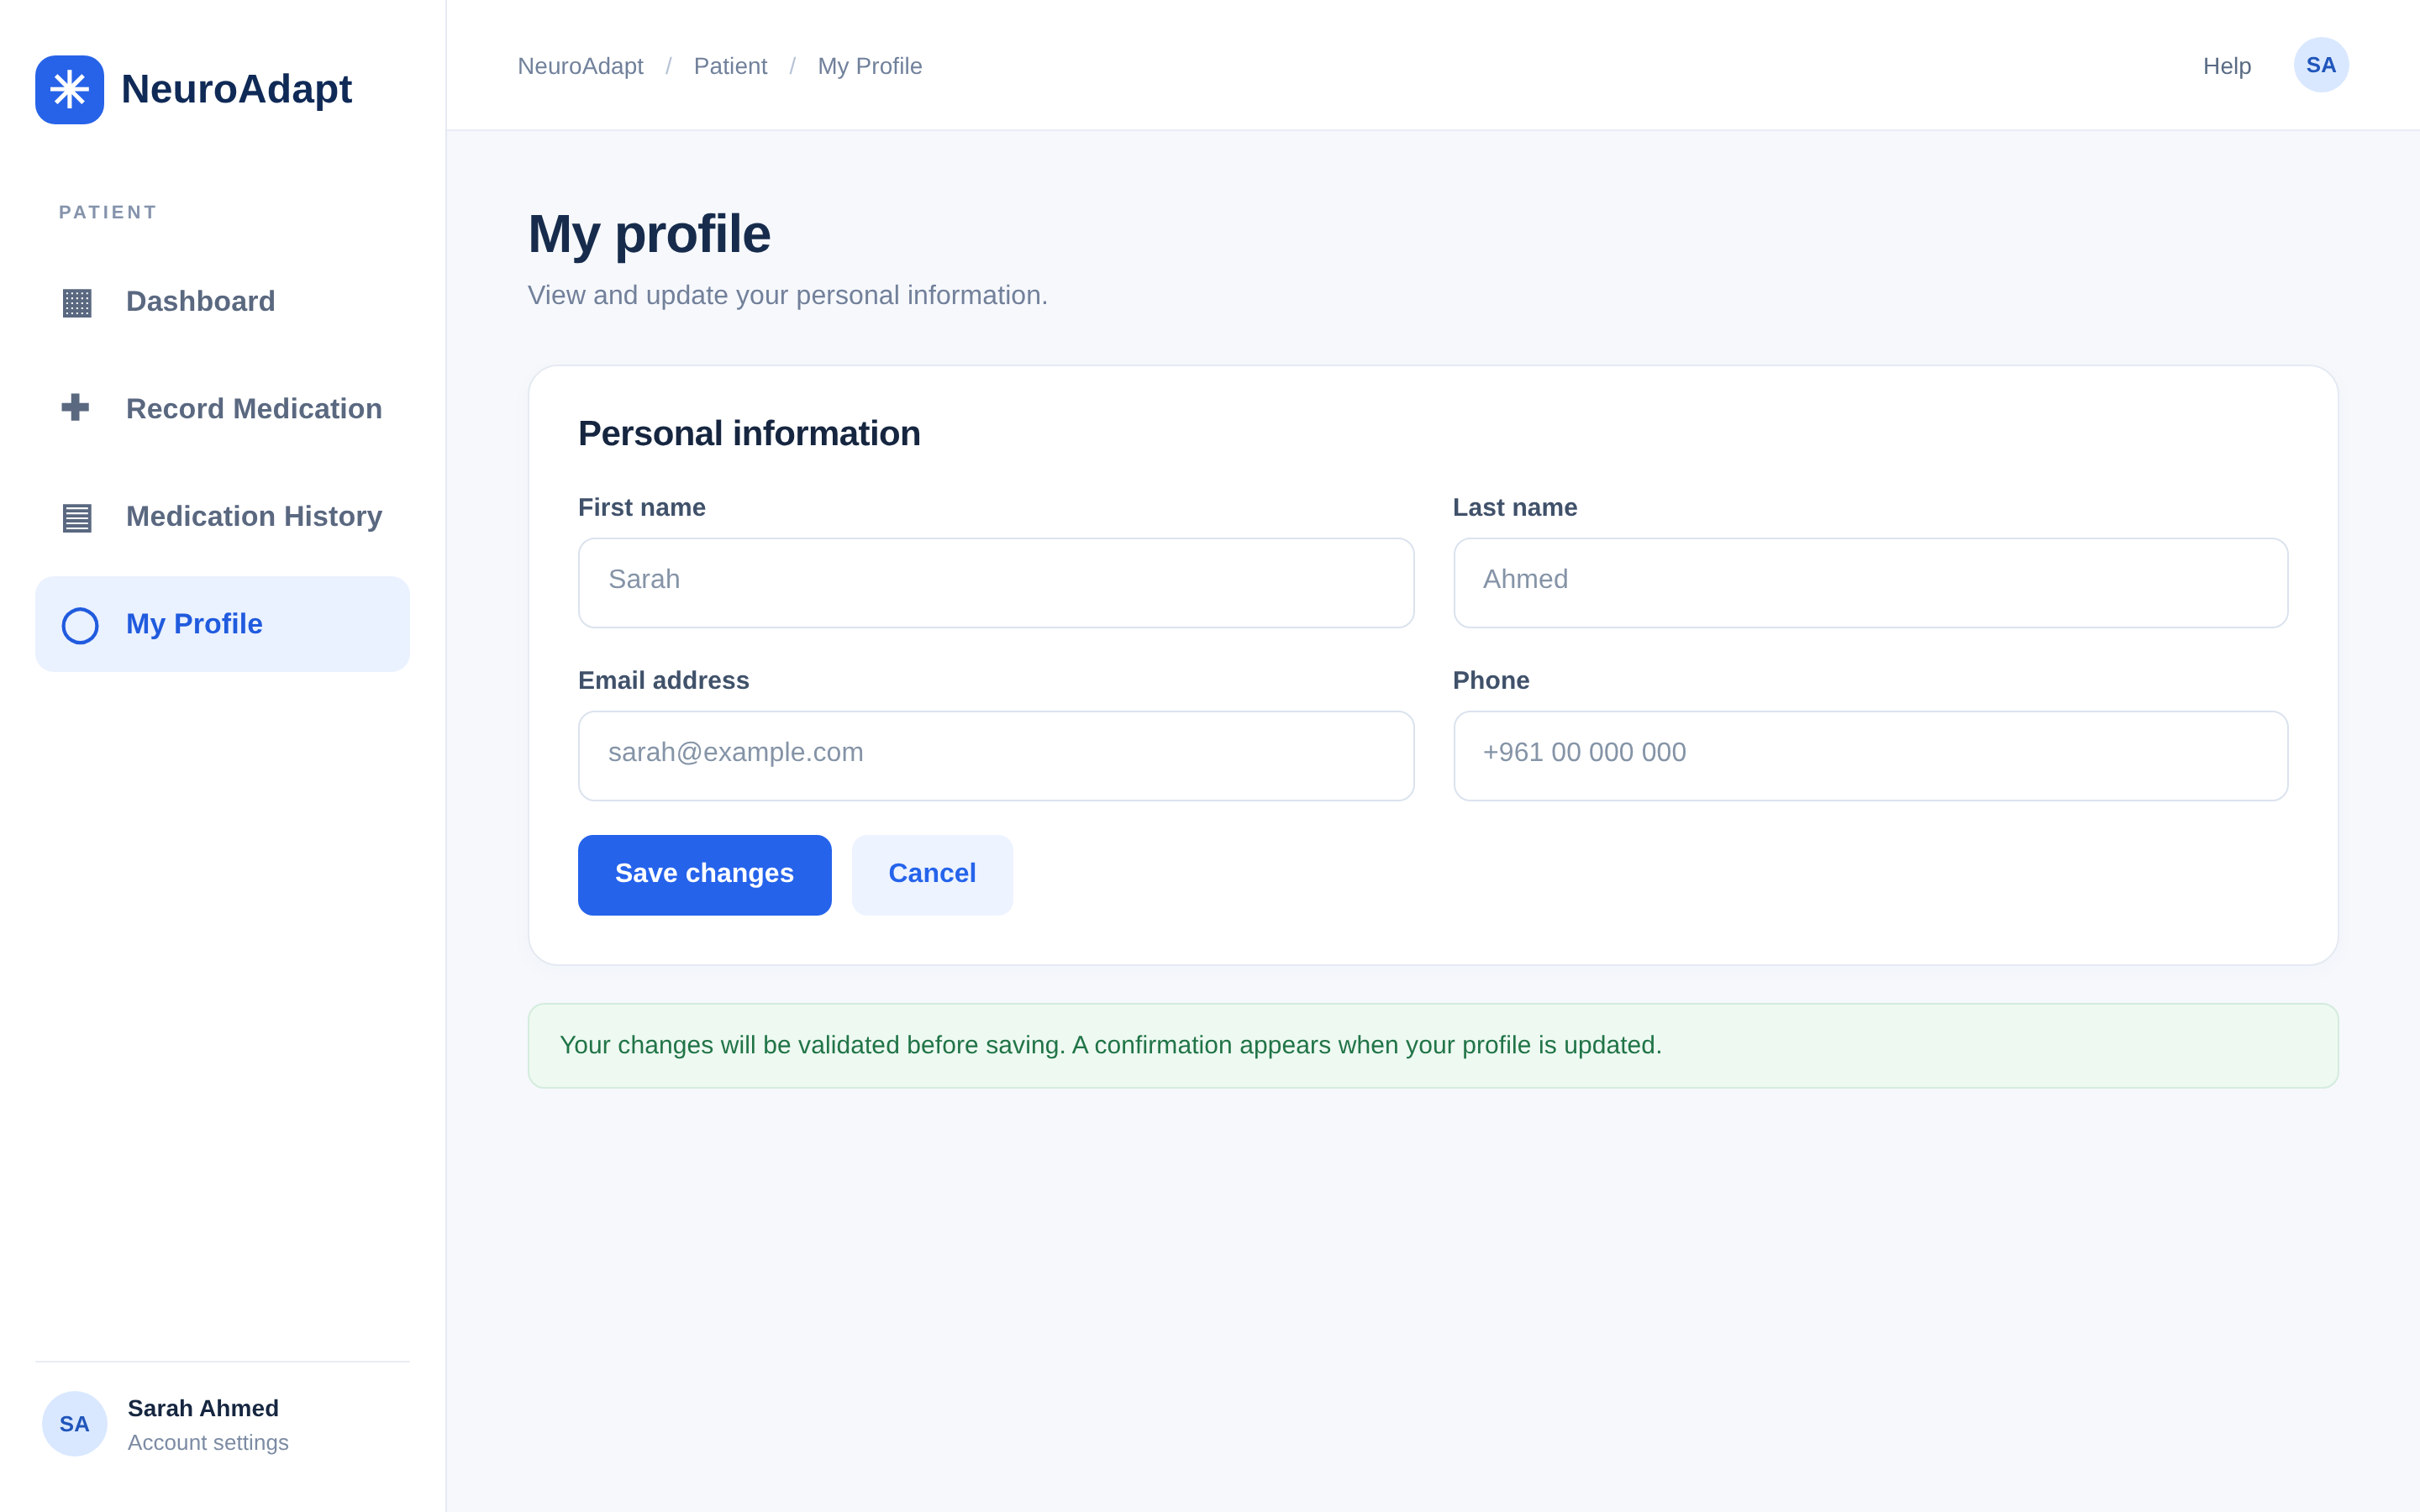 NeuroAdapt
PATIENT
Dashboard
Record Medication
Medication History
My Profile
Sarah Ahmed
Account settings
SA
NeuroAdapt / Patient / My Profile
Help
SA
My profile
View and update your personal information.
Personal information
First name
Last name
Sarah
Ahmed
Email address
Phone
sarah@example.com
+961 00 000 000
Save changes
Cancel
Your changes will be validated before saving. A confirmation appears when your profile is updated.